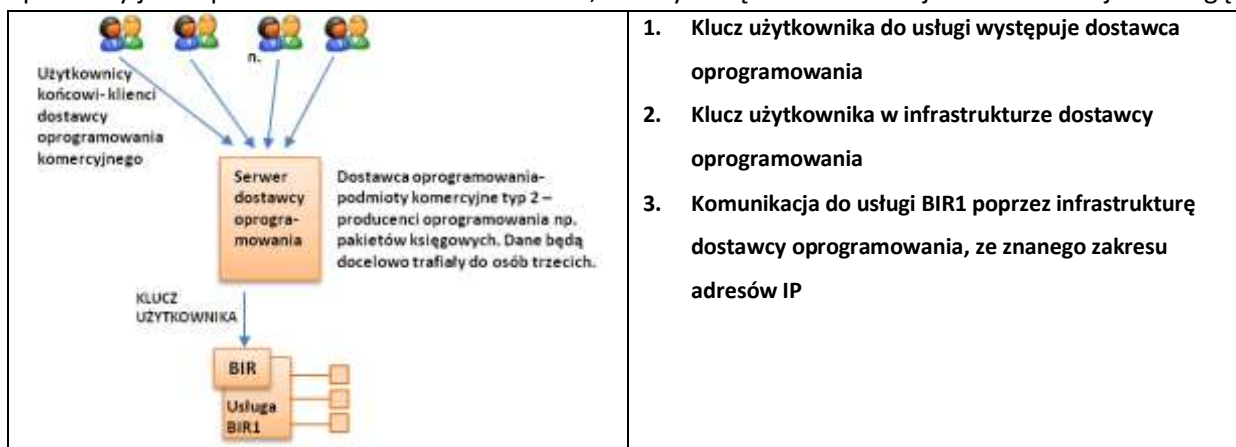 n.
Użytkownicy
końcowi- klienci
dostawcy
oprogramowania
komercyjnego
Serwer
dostawcy
oprogra-
mowania
Dostawca oprogramowania-
podmioty komercyjne typ 2 –
producenci oprogramowania np.
pakietów księgowych. Dane będą
docelowo trafiały do osób trzecich.
KLUCZ
UŻYTKOWNIKA
BIR
Usługa
BIR1
1. Klucz użytkownika do usługi występuje dostawca
oprogramowania
2. Klucz użytkownika w infrastrukturze dostawcy
oprogramowania
3. Komunikacja do usługi BIR1 poprzez infrastrukturę
dostawcy oprogramowania, ze znanego zakresu
adresów IP